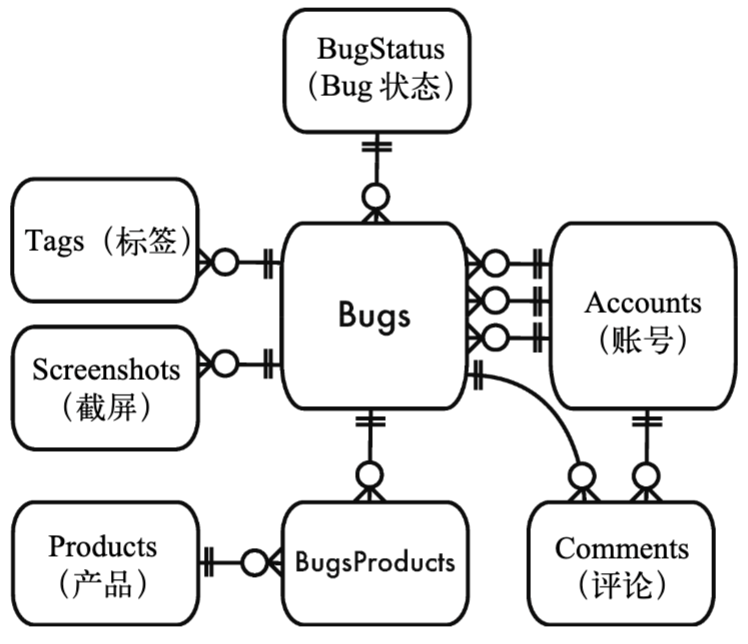 BugStatus
（Bug 状态）
Tags（标签）
Bugs
Accounts
（账号）
Screenshots
（截屏）
Products
（产品）
BugsProducts
Comments
（评论）